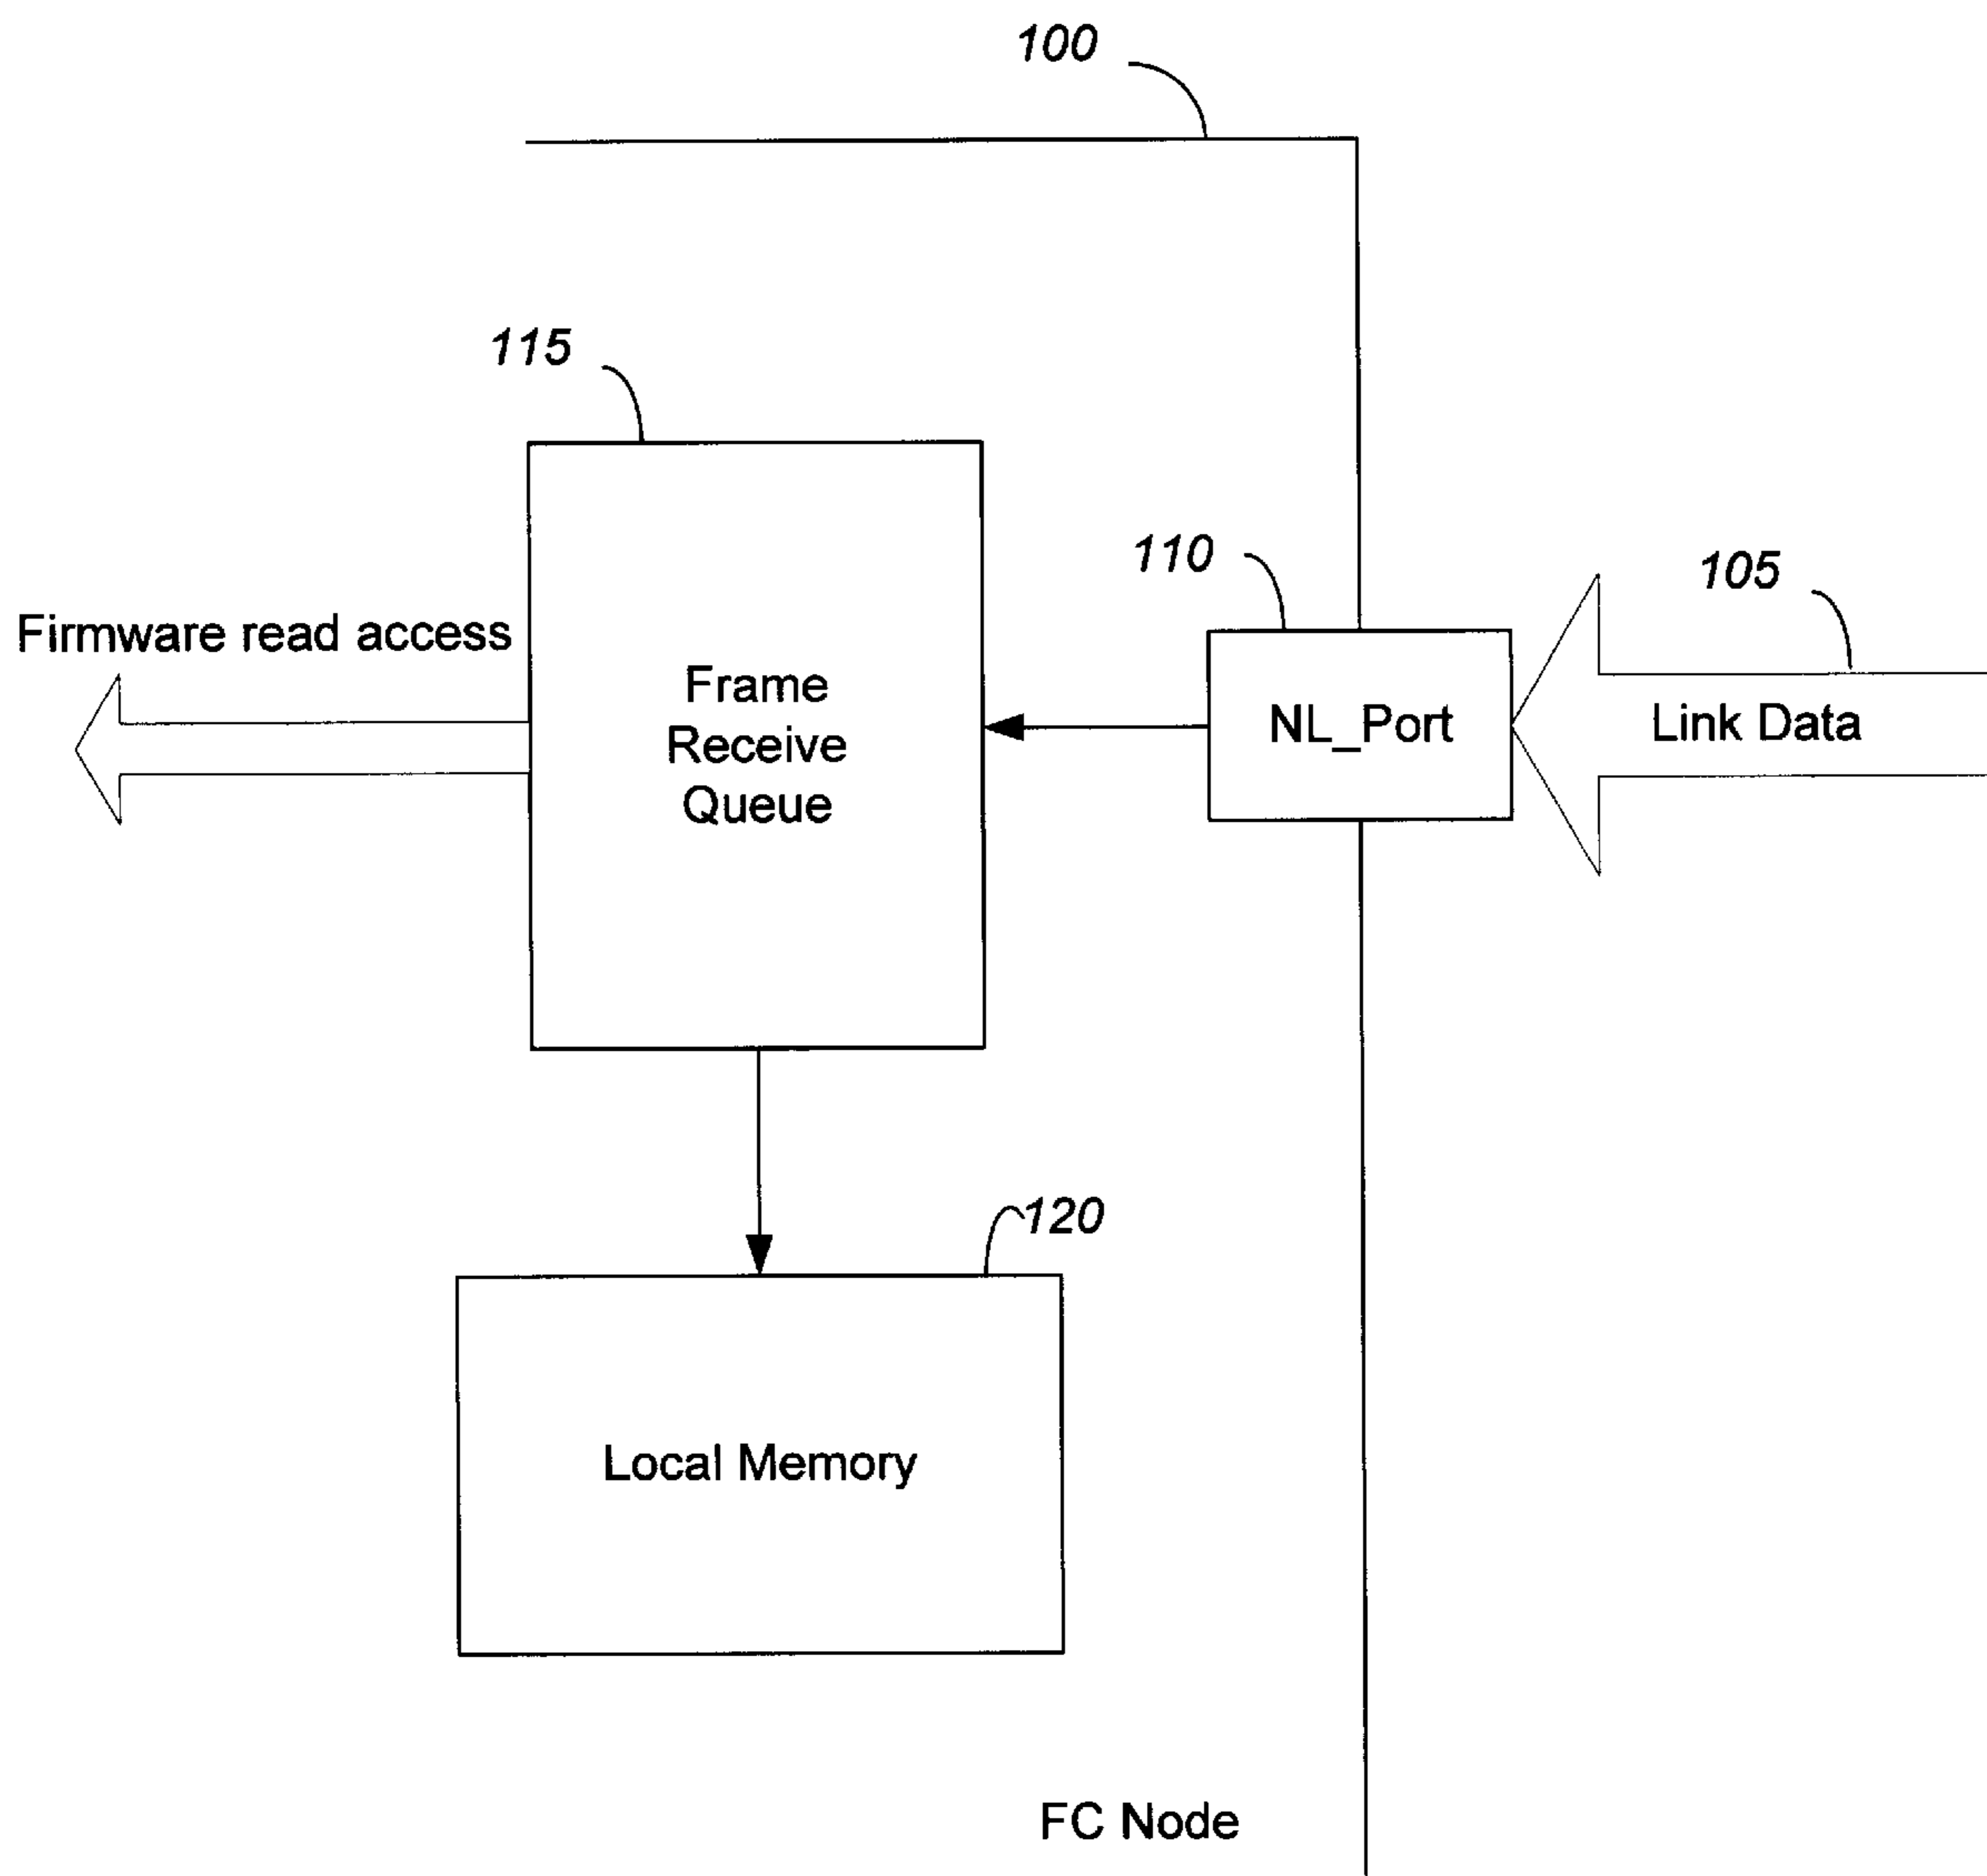 100
115
110
105
Firmware read access
Frame
Receive
Queue
NL_Port
Link Data
120
Local Memory
FC Node